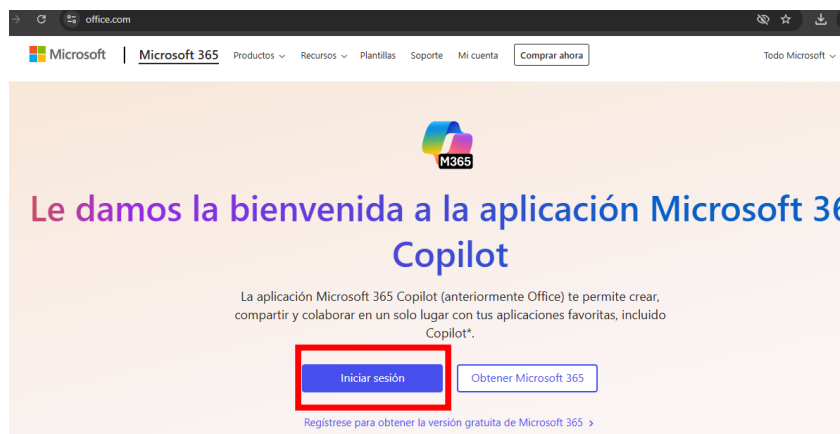 office.com
Microsoft Microsoft 365 Productos Recursos Plantillas Soporte Mi cuenta Comprar ahora Todo Microsoft
M365
Le damos la bienvenida a la aplicación Microsoft 36
Copilot
La aplicación Microsoft 365 Copilot (anteriormente Office) te permite crear,
compartir y colaborar en un solo lugar con tus aplicaciones favoritas, incluido
Copilot*.
Iniciar sesión Obtener Microsoft 365
Regístrese para obtener la versión gratuita de Microsoft 365